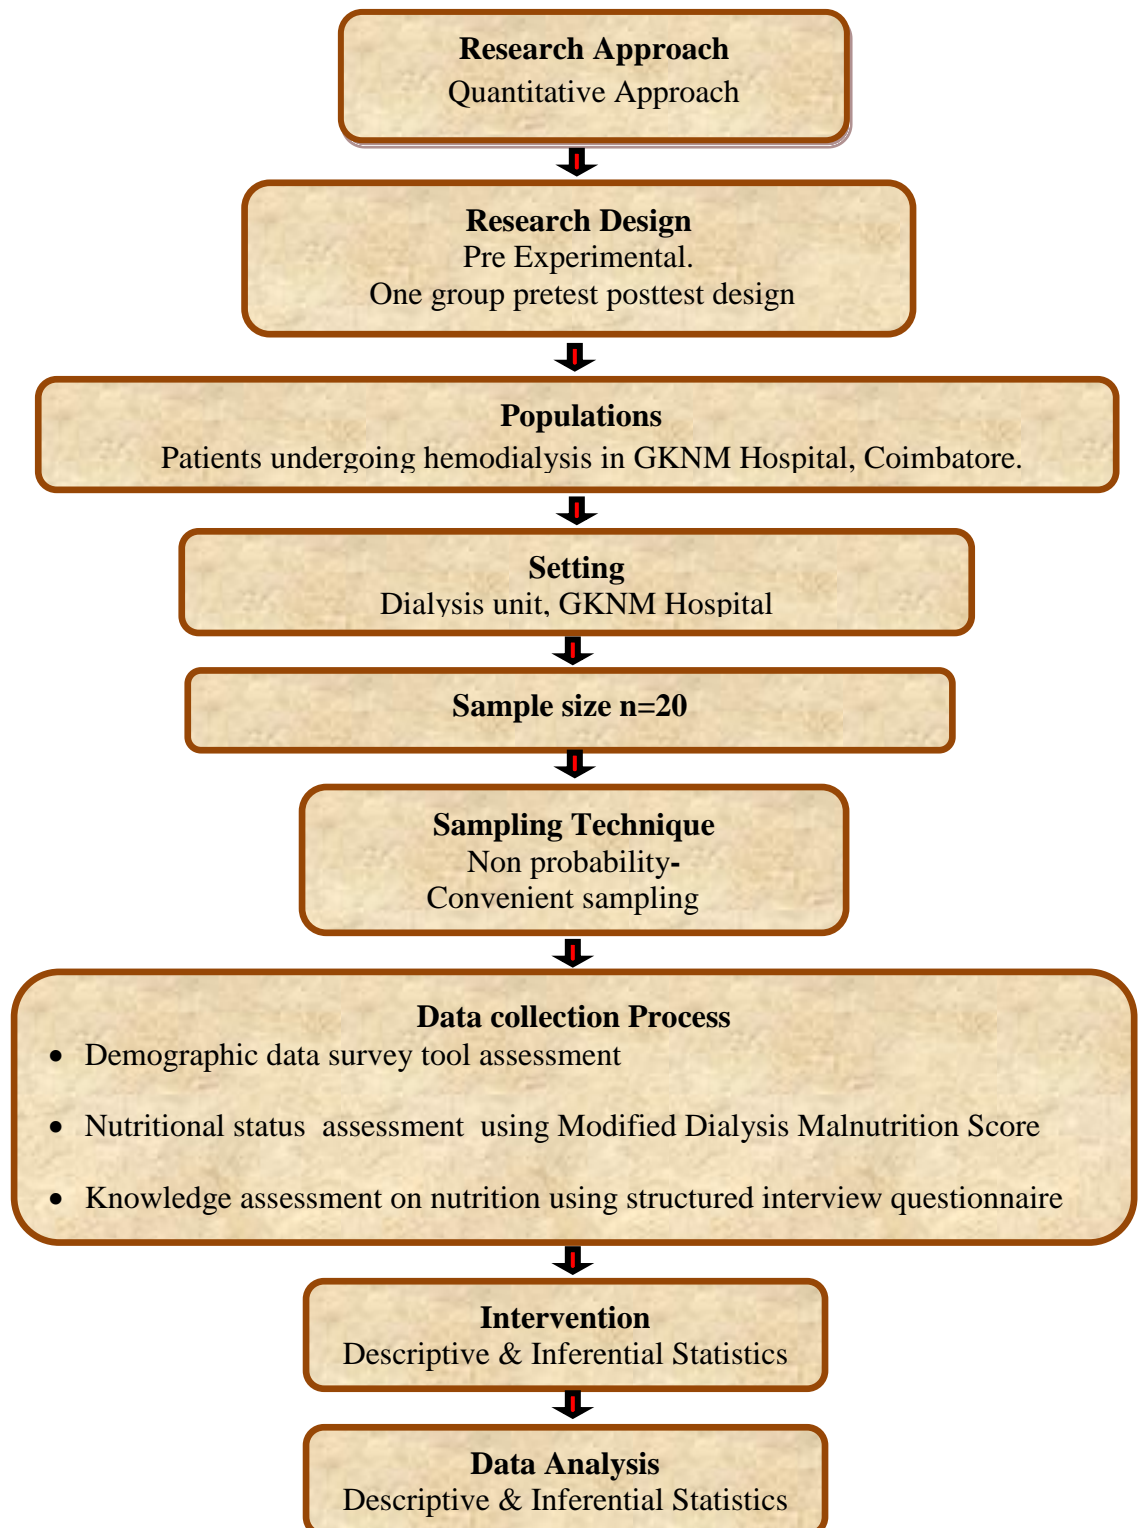 Research Approach
Quantitative Approach
Research Design
Pre Experimental.
One group pretest posttest design
Populations
Patients undergoing hemodialysis in GKNM Hospital, Coimbatore.
Setting
Dialysis unit, GKNM Hospital
Sample size n=20
Sampling Technique
Non probability-
Convenient sampling
Data collection Process
• Demographic data survey tool assessment
• Nutritional status assessment using Modified Dialysis Malnutrition Score
• Knowledge assessment on nutrition using structured interview questionnaire
Intervention
Descriptive & Inferential Statistics
Data Analysis
Descriptive & Inferential Statistics